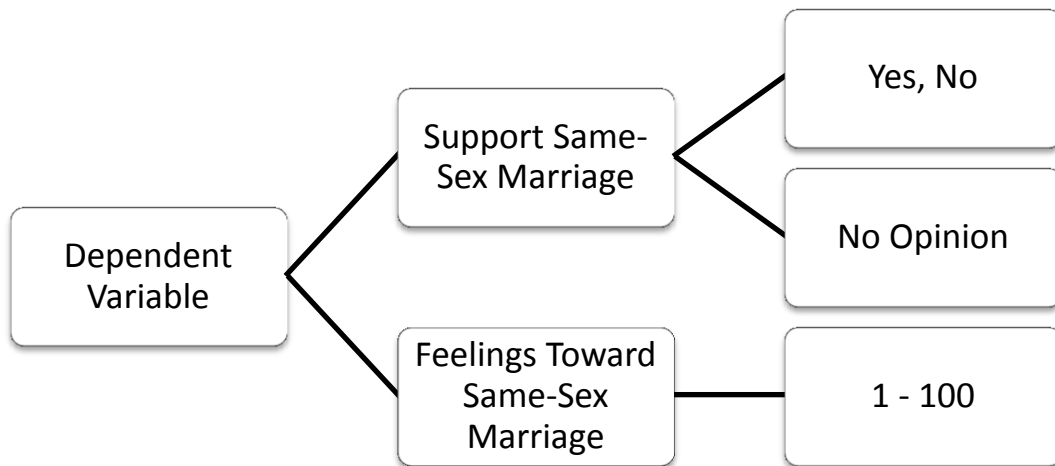 Dependent
Variable
Support Same-
Sex Marriage
Yes, No
No Opinion
Feelings Toward
Same-Sex
Marriage
1 - 100